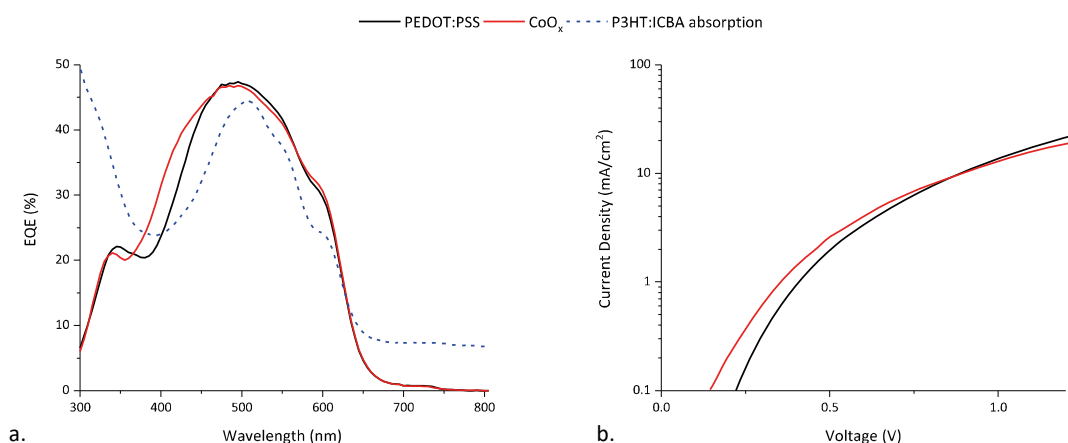 PEDOT:PSS CoOₓ P3HT:ICBA absorption
50
40
30
20
10
0
EQE (%)
300 400 500 600 700 800
Wavelength (nm)
a.
100
10
1
0.1
Current Density (mA/cm²)
0.0 0.5 1.0
Voltage (V)
b.